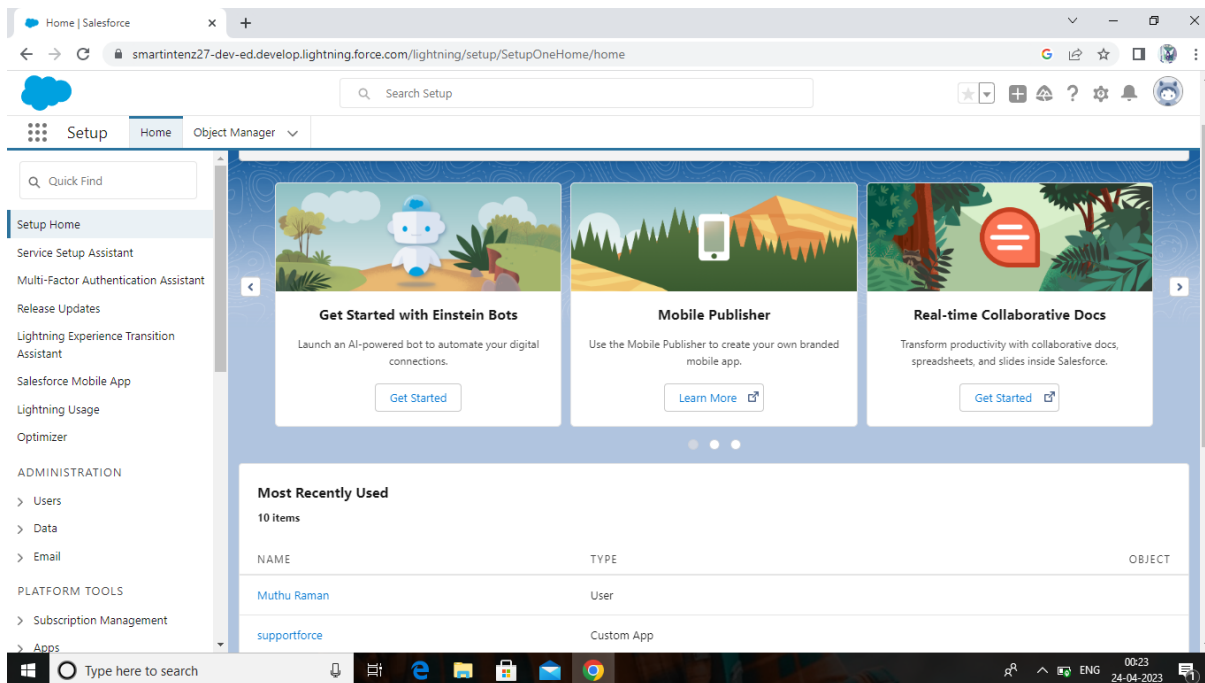 Home | Salesforce
smartintenz27-dev-ed.develop.lightning.force.com/lightning/setup/SetupOneHome/home
Search Setup
Setup
Home
Object Manager
Quick Find
Setup Home
Service Setup Assistant
Multi-Factor Authentication Assistant
Release Updates
Lightning Experience Transition
Assistant
Salesforce Mobile App
Lightning Usage
Optimizer
ADMINISTRATION
Users
Data
Email
PLATFORM TOOLS
Subscription Management
Apps
Get Started with Einstein Bots
Launch an AI-powered bot to automate your digital
connections.
Get Started
Mobile Publisher
Use the Mobile Publisher to create your own branded
mobile app.
Learn More
Real-time Collaborative Docs
Transform productivity with collaborative docs,
spreadsheets, and slides inside Salesforce.
Get Started
Most Recently Used
10 items
NAME TYPE OBJECT
Muthu Raman User
supportforce Custom App
Type here to search
ENG
00:23
24-04-2023
1